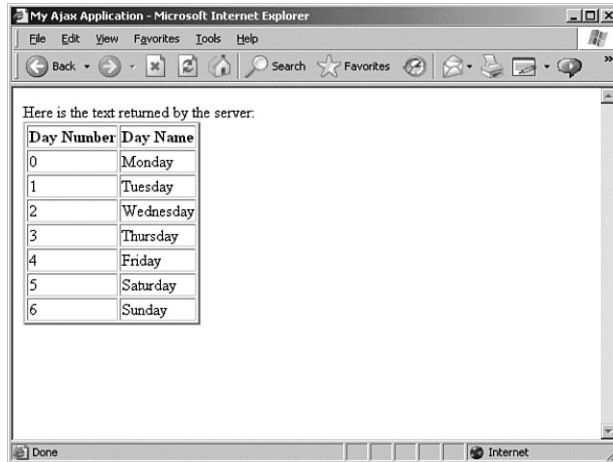 My Ajax Application - Microsoft Internet Explorer
File Edit View Favorites Tools Help
Back Search Favorites »
Here is the text returned by the server:
Day Number Day Name
0 Monday
1 Tuesday
2 Wednesday
3 Thursday
4 Friday
5 Saturday
6 Sunday
Done Internet